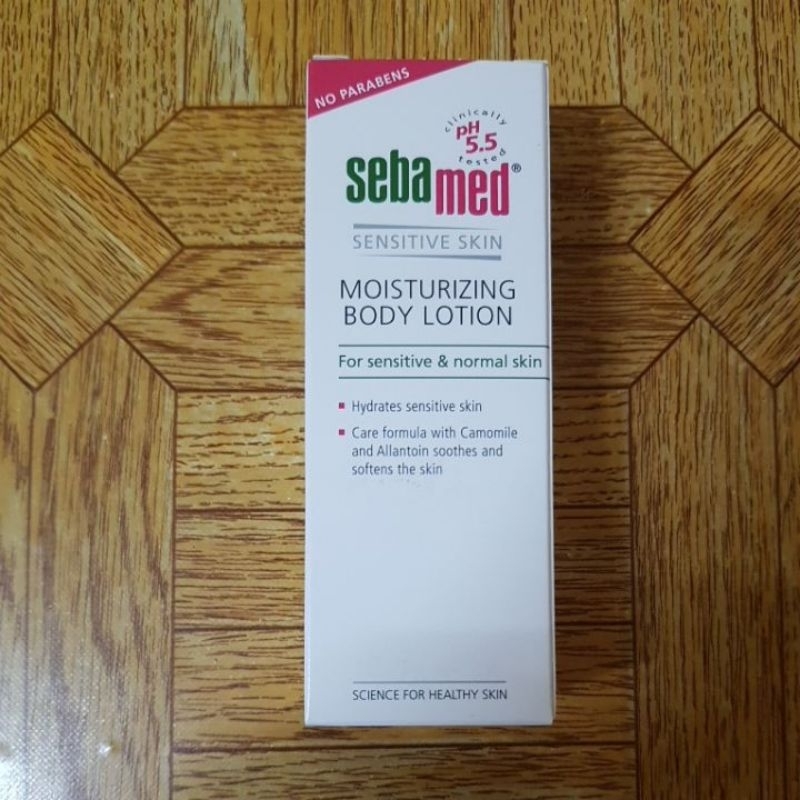 NO PARABENS
clinically
pH
5.5
tested
sebamed®
SENSITIVE SKIN
MOISTURIZING
BODY LOTION
For sensitive & normal skin
Hydrates sensitive skin
Care formula with Camomile
and Allantoin soothes and
softens the skin
SCIENCE FOR HEALTHY SKIN